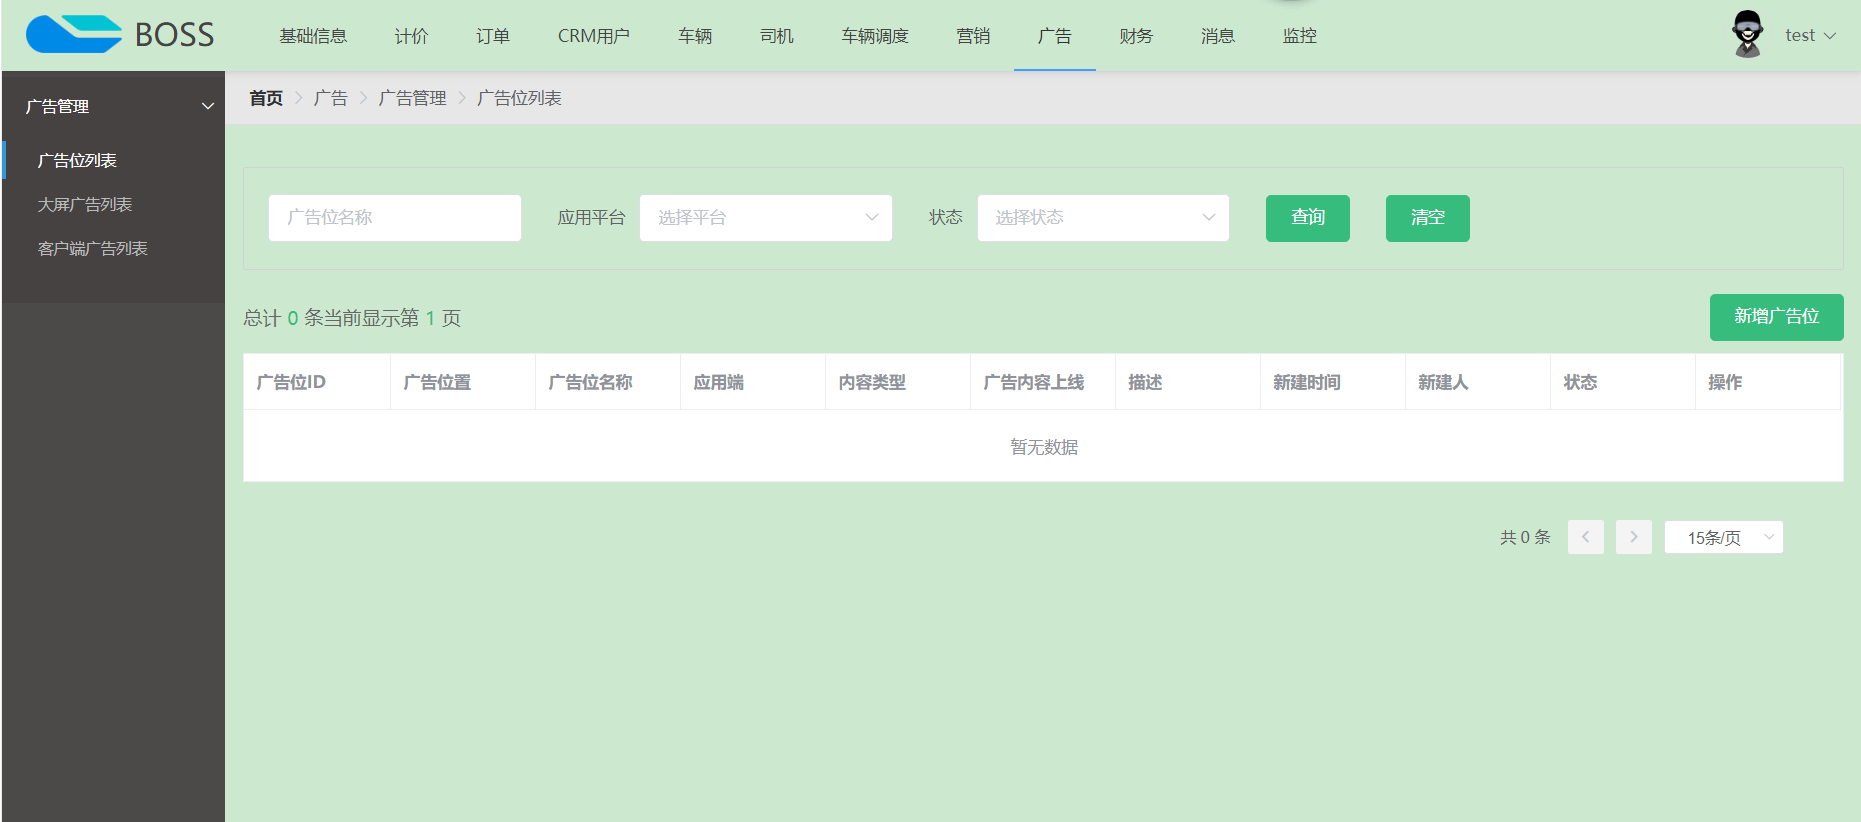 BOSS 基础信息 计价 订单 CRM用户 车辆 司机 车辆调度 营销 广告 财务 消息 监控 test
广告管理
广告位列表
大屏广告列表
客户端广告列表
首页 广告 广告管理 广告位列表
广告位名称 应用平台 选择平台 状态 选择状态 查询 清空
总计 0 条当前显示第 1 页 新增广告位
广告位ID 广告位置 广告位名称 应用端 内容类型 广告内容上线 描述 新建时间 新建人 状态 操作
暂无数据
共 0 条 15条/页